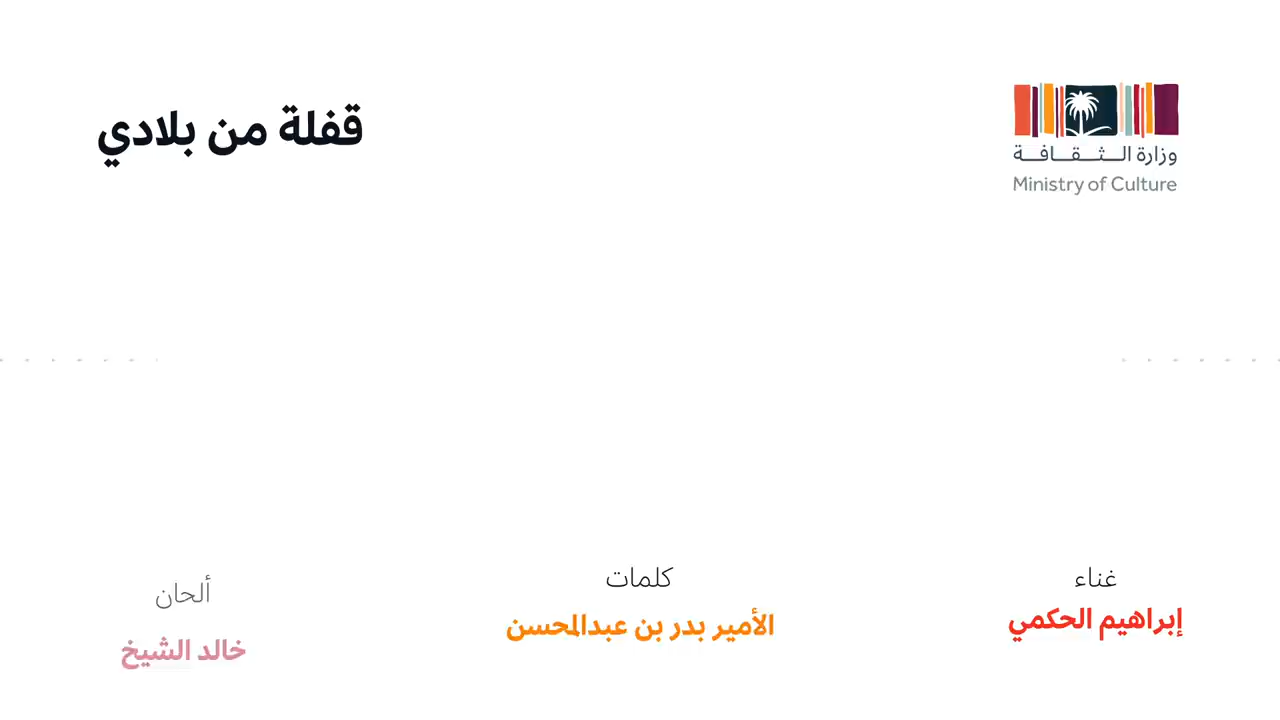 وزارة الثقافة
Ministry of Culture
قفلة من بلادي
غناء
إبراهيم الحكمي
كلمات
الأمير بدر بن عبدالمحسن
ألحان
خالد الشيخ